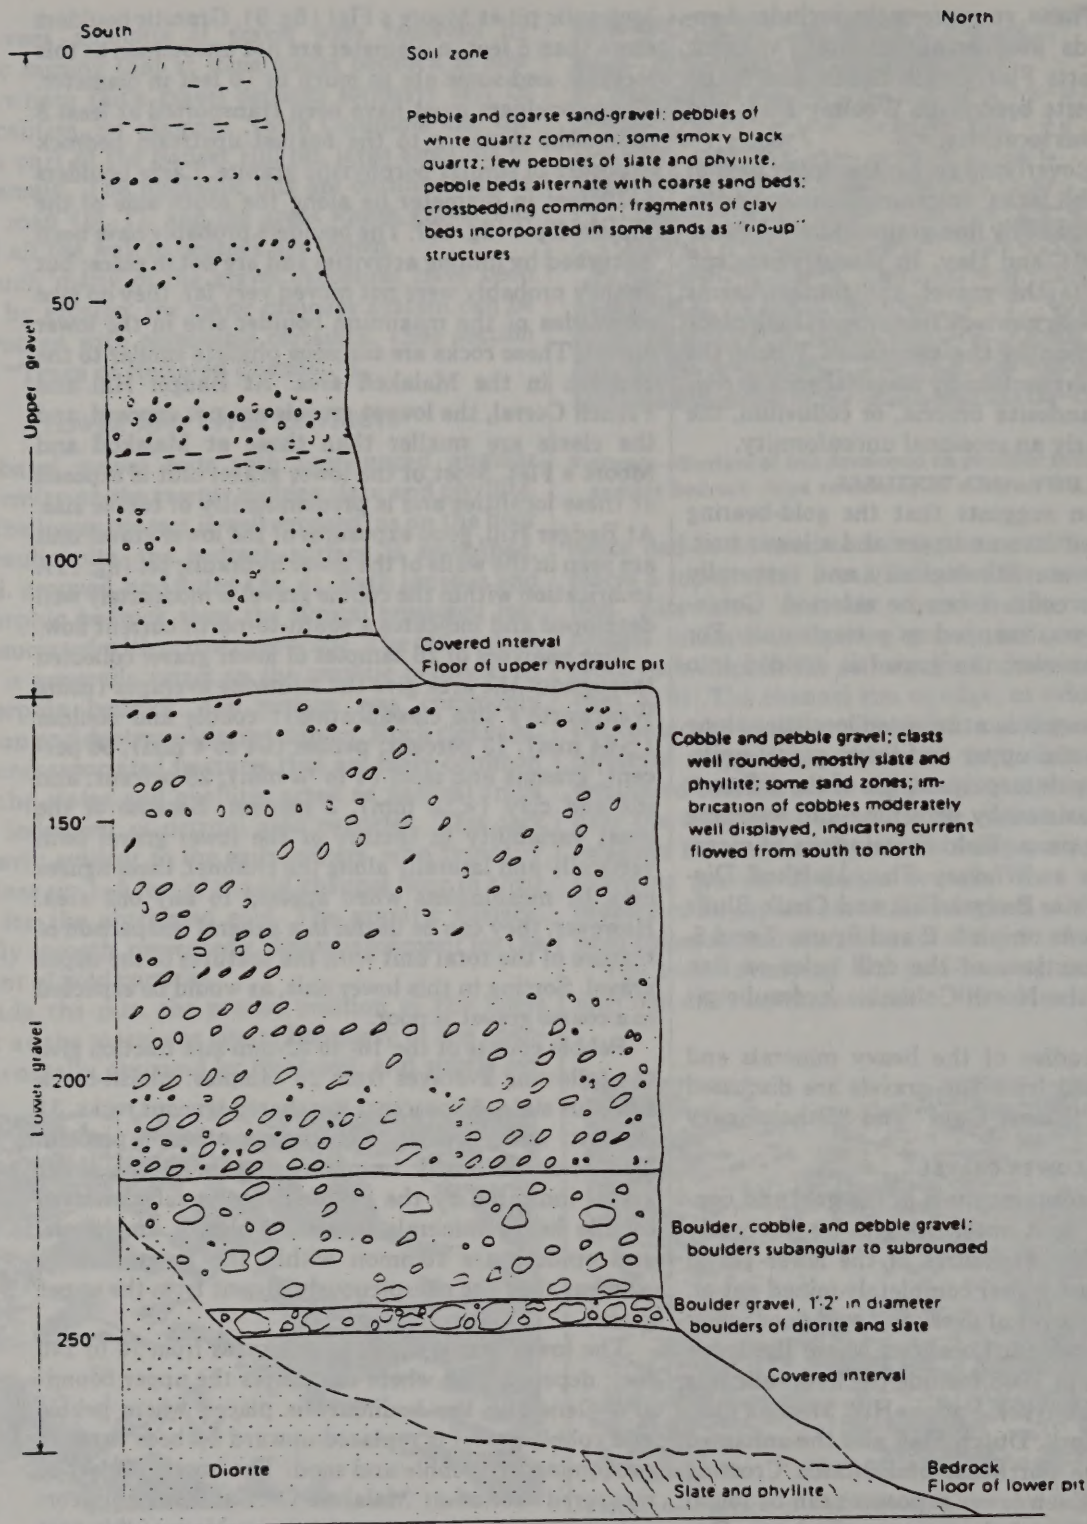 South
North
0
Soil zone
Pebble and coarse sand-gravel; pebbles of
white quartz common; some smoky black
quartz; few pebbles of slate and phyllite,
pebble beds alternate with coarse sand beds;
crossbedding common; fragments of clay
beds incorporated in some sands as "rip-up"
structures
50'
Upper gravel
100'
Covered interval
Floor of upper hydraulic pit
Cobble and pebble gravel; clasts
well rounded, mostly slate and
phyllite; some sand zones; im-
brication of cobbles moderately
well displayed, indicating current
flowed from south to north
150'
Lower gravel
200'
Boulder, cobble, and pebble gravel;
boulders subangular to subrounded
Boulder gravel, 1'-2' in diameter
boulders of diorite and slate
250'
Covered interval
Diorite
Slate and phyllite
Bedrock
Floor of lower pit